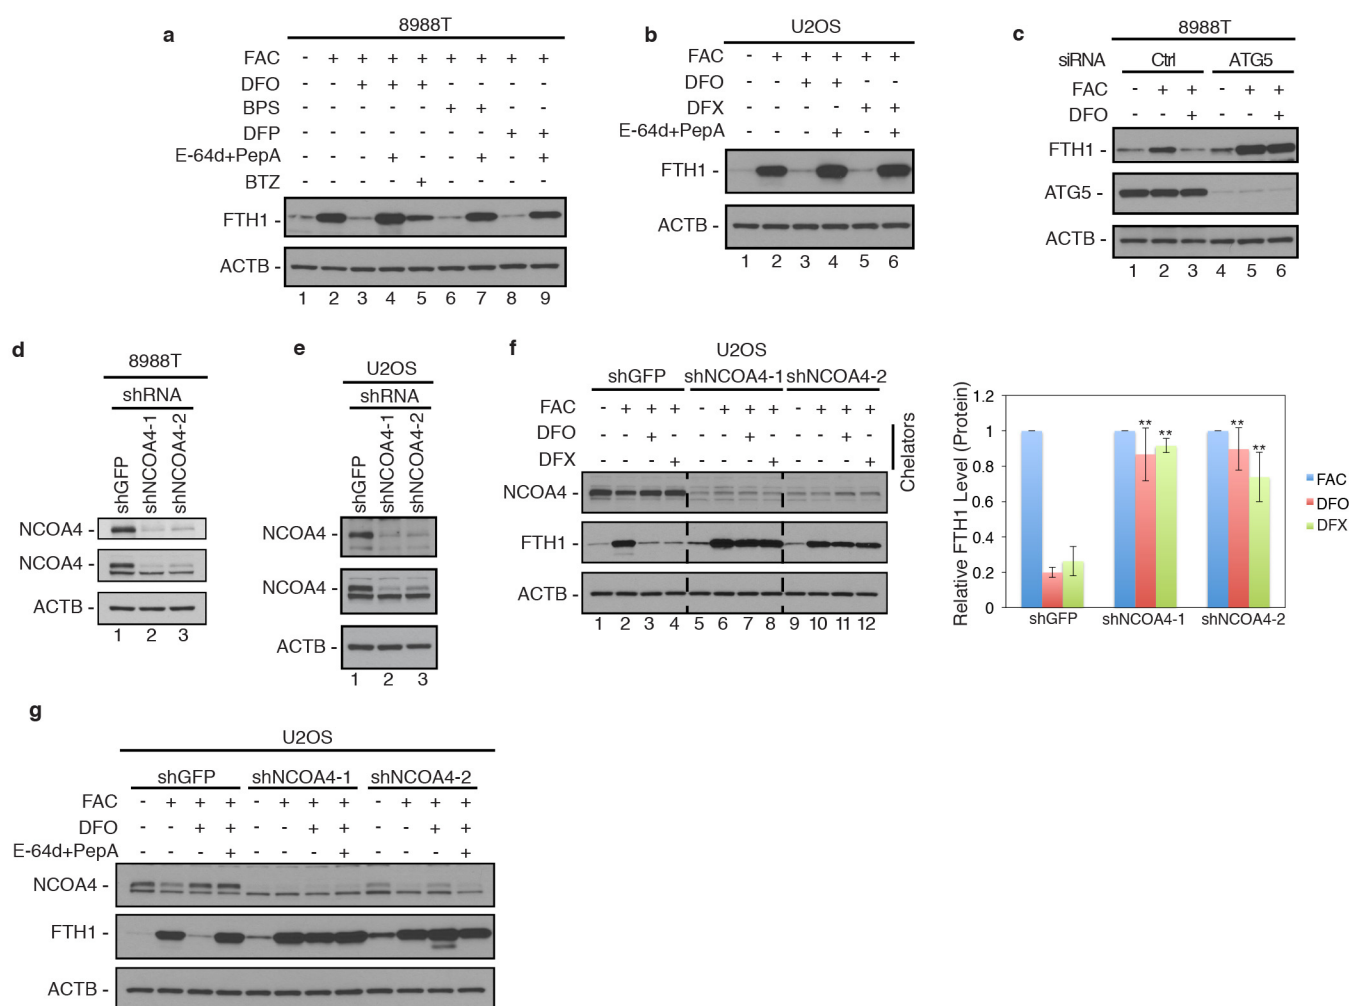 a
8988T
FAC - + + + + + + + +
DFO - - + + + - - - -
BPS - - - - - + + - -
DFP - - - - - - - + +
E-64d+PepA - - - + - - + - +
BTZ - - - - + - - - -
FTH1 -
ACTB -
1 2 3 4 5 6 7 8 9
b
U2OS
FAC - + + + + +
DFO - - + + - -
DFX - - - - + +
E-64d+PepA - - - + - +
FTH1 -
ACTB -
1 2 3 4 5 6
c
8988T
siRNA Ctrl ATG5
FAC - + + - + +
DFO - - + - - +
FTH1 -
ATG5 -
ACTB -
1 2 3 4 5 6
d
8988T
shRNA
shGFP
shNCOA4-1
shNCOA4-2
NCOA4 -
NCOA4 -
ACTB -
1 2 3
e
U2OS
shRNA
shGFP
shNCOA4-1
shNCOA4-2
NCOA4 -
NCOA4 -
ACTB -
1 2 3
f
U2OS
shGFP shNCOA4-1 shNCOA4-2
FAC - + + + - + + + - + + +
DFO - - + - - - + - - - + -
DFX - - - + - - - + - - - +
Chelators
NCOA4 -
FTH1 -
ACTB -
1 2 3 4 5 6 7 8 9 10 11 12
Relative FTH1 Level (Protein)
1.2
1
0.8
0.6
0.4
0.2
0
** ** ** **
shGFP shNCOA4-1 shNCOA4-2
FAC
DFO
DFX
g
U2OS
shGFP shNCOA4-1 shNCOA4-2
FAC - + + + - + + + - + + +
DFO - - + + - - + + - - + +
E-64d+PepA - - - + - - - + - - - +
NCOA4 -
FTH1 -
ACTB -